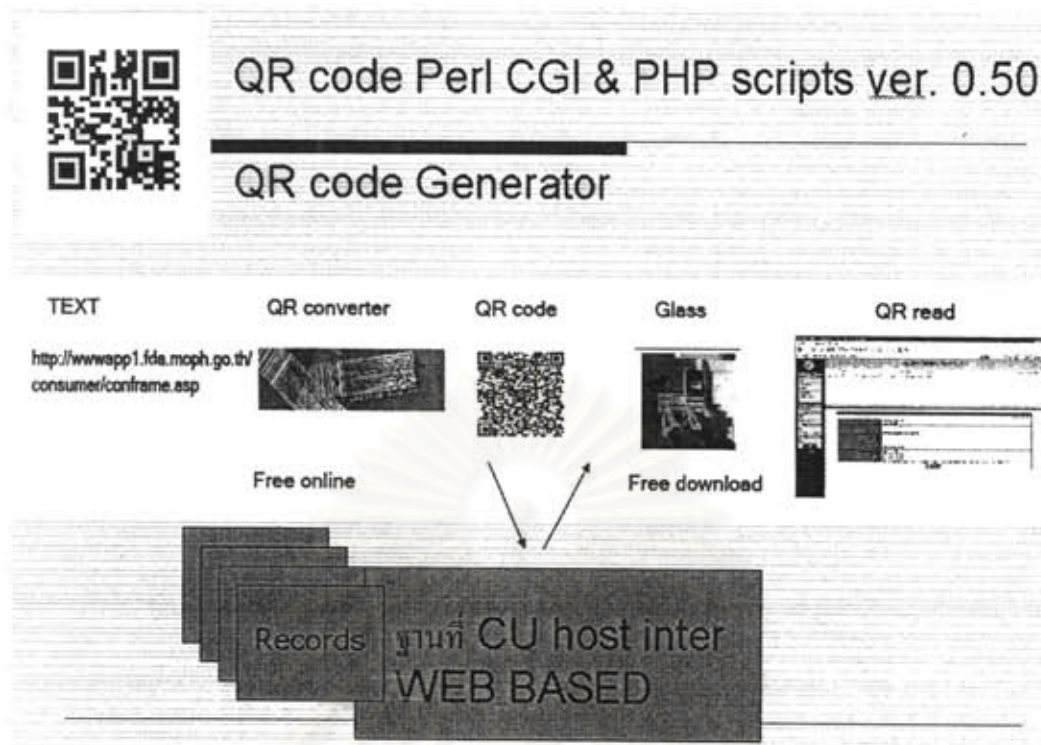 QR code Perl CGI & PHP scripts ver. 0.50
QR code Generator
TEXT
QR converter
QR code
Glass
QR read
http://wwwapp1.fda.moph.go.th/
consumer/conframe.asp
Free online
Free download
Records
ฐานที่ CU host inter
WEB BASED